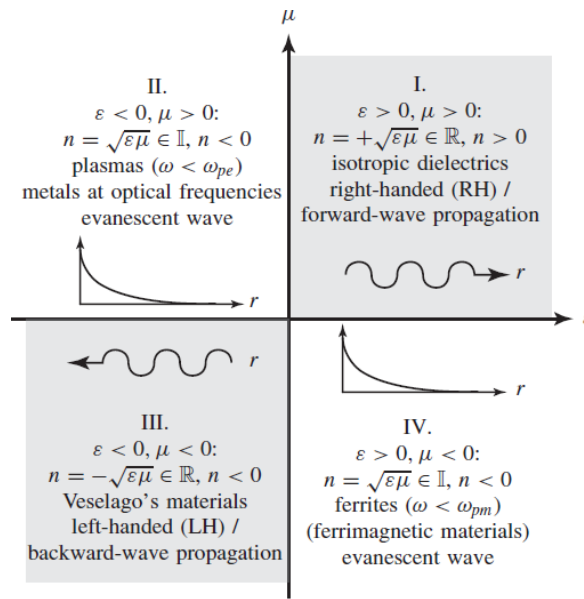 μ
II.
ε < 0, μ > 0:
n = √εμ ∈ 𝕀, n < 0
plasmas (ω < ωpe)
metals at optical frequencies
evanescent wave
r
I.
ε > 0, μ > 0:
n = +√εμ ∈ ℝ, n > 0
isotropic dielectrics
right-handed (RH) /
forward-wave propagation
r
r
III.
ε < 0, μ < 0:
n = −√εμ ∈ ℝ, n < 0
Veselago's materials
left-handed (LH) /
backward-wave propagation
r
IV.
ε > 0, μ < 0:
n = √εμ ∈ 𝕀, n < 0
ferrites (ω < ωpm)
(ferrimagnetic materials)
evanescent wave